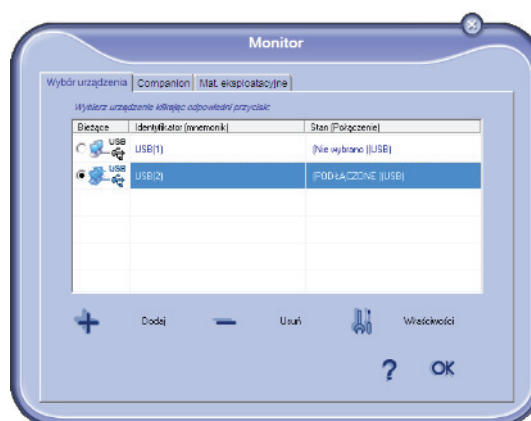 Monitor
Wybór urządzenia Companion Mat. eksploatacyjne
Wybierz urządzenie klikając odpowiedni przycisk:
Bieżące Identyfikator (mnemonik) Stan (Połączenie)
USB USB(1) (Nie wybrano ||USB)
USB USB(2) (PODŁĄCZONE ||USB)
Dodaj Usuń Właściwości
? OK